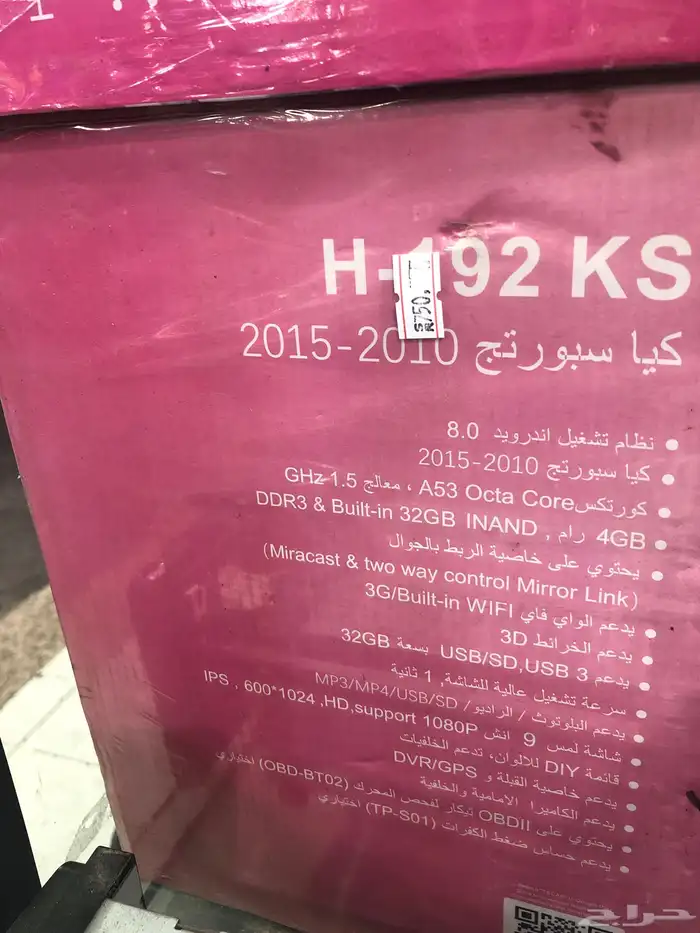 H-192 KS
SR750
كيا سبورتج 2010-2015
نظام تشغيل اندرويد 8.0
كيا سبورتج 2010-2015
كورتكسA53 Octa Core ، معالج 1.5 GHz
4GB رام , DDR3 & Built-in 32GB INAND
يحتوي على خاصية الربط بالجوال
(Miracast & two way control Mirror Link)
يدعم الواي فاي 3G/Built-in WIFI
يدعم الخرائط 3D
يدعم USB/SD,USB 3 بسعة 32GB
سرعة تشغيل عالية للشاشة, 1 ثانية
يدعم البلوتوث / الراديو/ MP3/MP4/USB/SD
شاشة لمس 9 انش IPS , 600*1024 ,HD,support 1080P
قائمة DIY للالوان، تدعم الخلفيات
يدعم خاصية القبلة و DVR/GPS
يدعم الكاميرا الامامية والخلفية
يحتوي على OBDII تيكار لفحص المحرك (OBD-BT02) اختياري
يدعم حساس ضغط الكفرات (TP-S01) اختياري
حراج